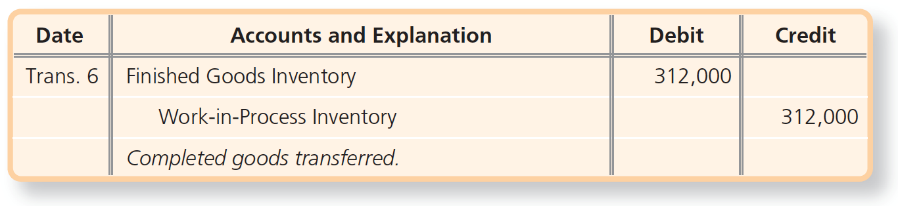 Date Accounts and Explanation Debit Credit
Trans. 6 Finished Goods Inventory 312,000
Work-in-Process Inventory 312,000
Completed goods transferred.